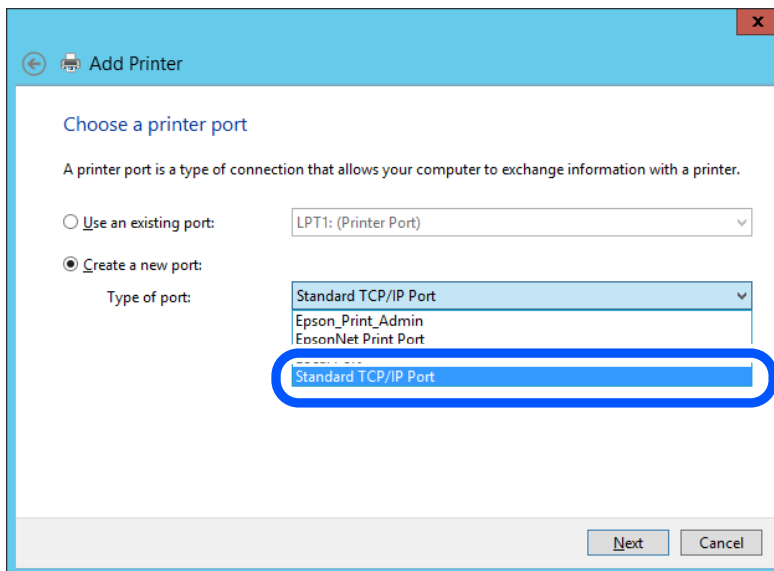 x
Add Printer
Choose a printer port
A printer port is a type of connection that allows your computer to exchange information with a printer.
Use an existing port: LPT1: (Printer Port)
Create a new port:
Type of port: Standard TCP/IP Port
Epson_Print_Admin
EpsonNet Print Port
Standard TCP/IP Port
Next Cancel